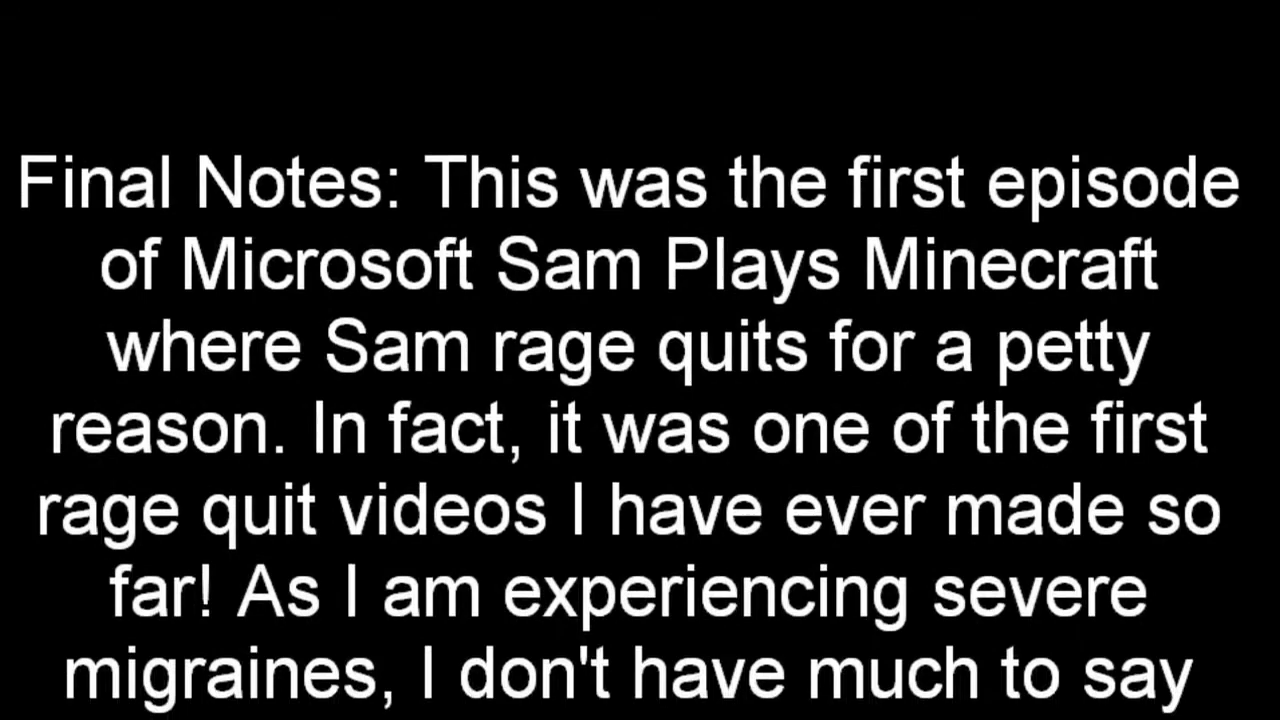 Final Notes: This was the first episode
of Microsoft Sam Plays Minecraft
where Sam rage quits for a petty
reason. In fact, it was one of the first
rage quit videos I have ever made so
far! As I am experiencing severe
migraines, I don't have much to say